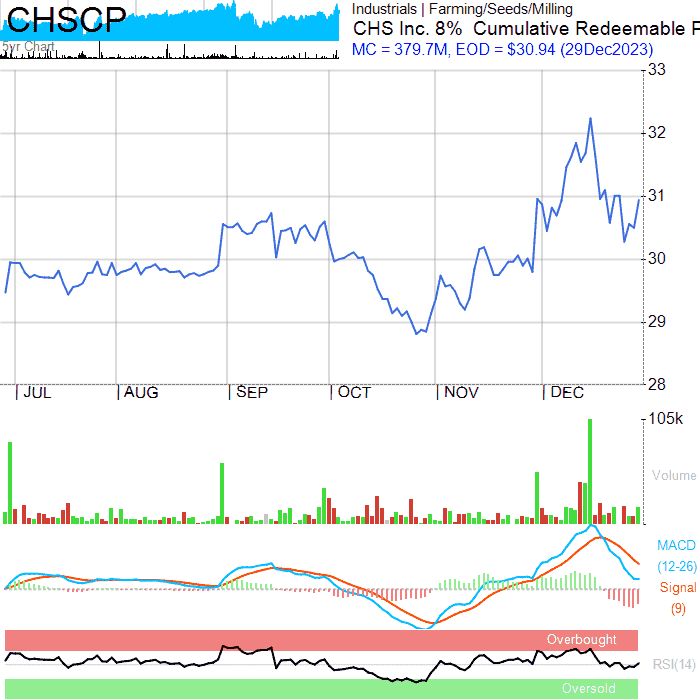 CHSCP
5yr Chart
Industrials | Farming/Seeds/Milling
CHS Inc. 8% Cumulative Redeemable P
MC = 379.7M, EOD = $30.94 (29Dec2023)
33
32
31
30
29
28
JUL
AUG
SEP
OCT
NOV
DEC
105k
Volume
MACD
(12-26)
Signal
(9)
Overbought
RSI(14)
Oversold